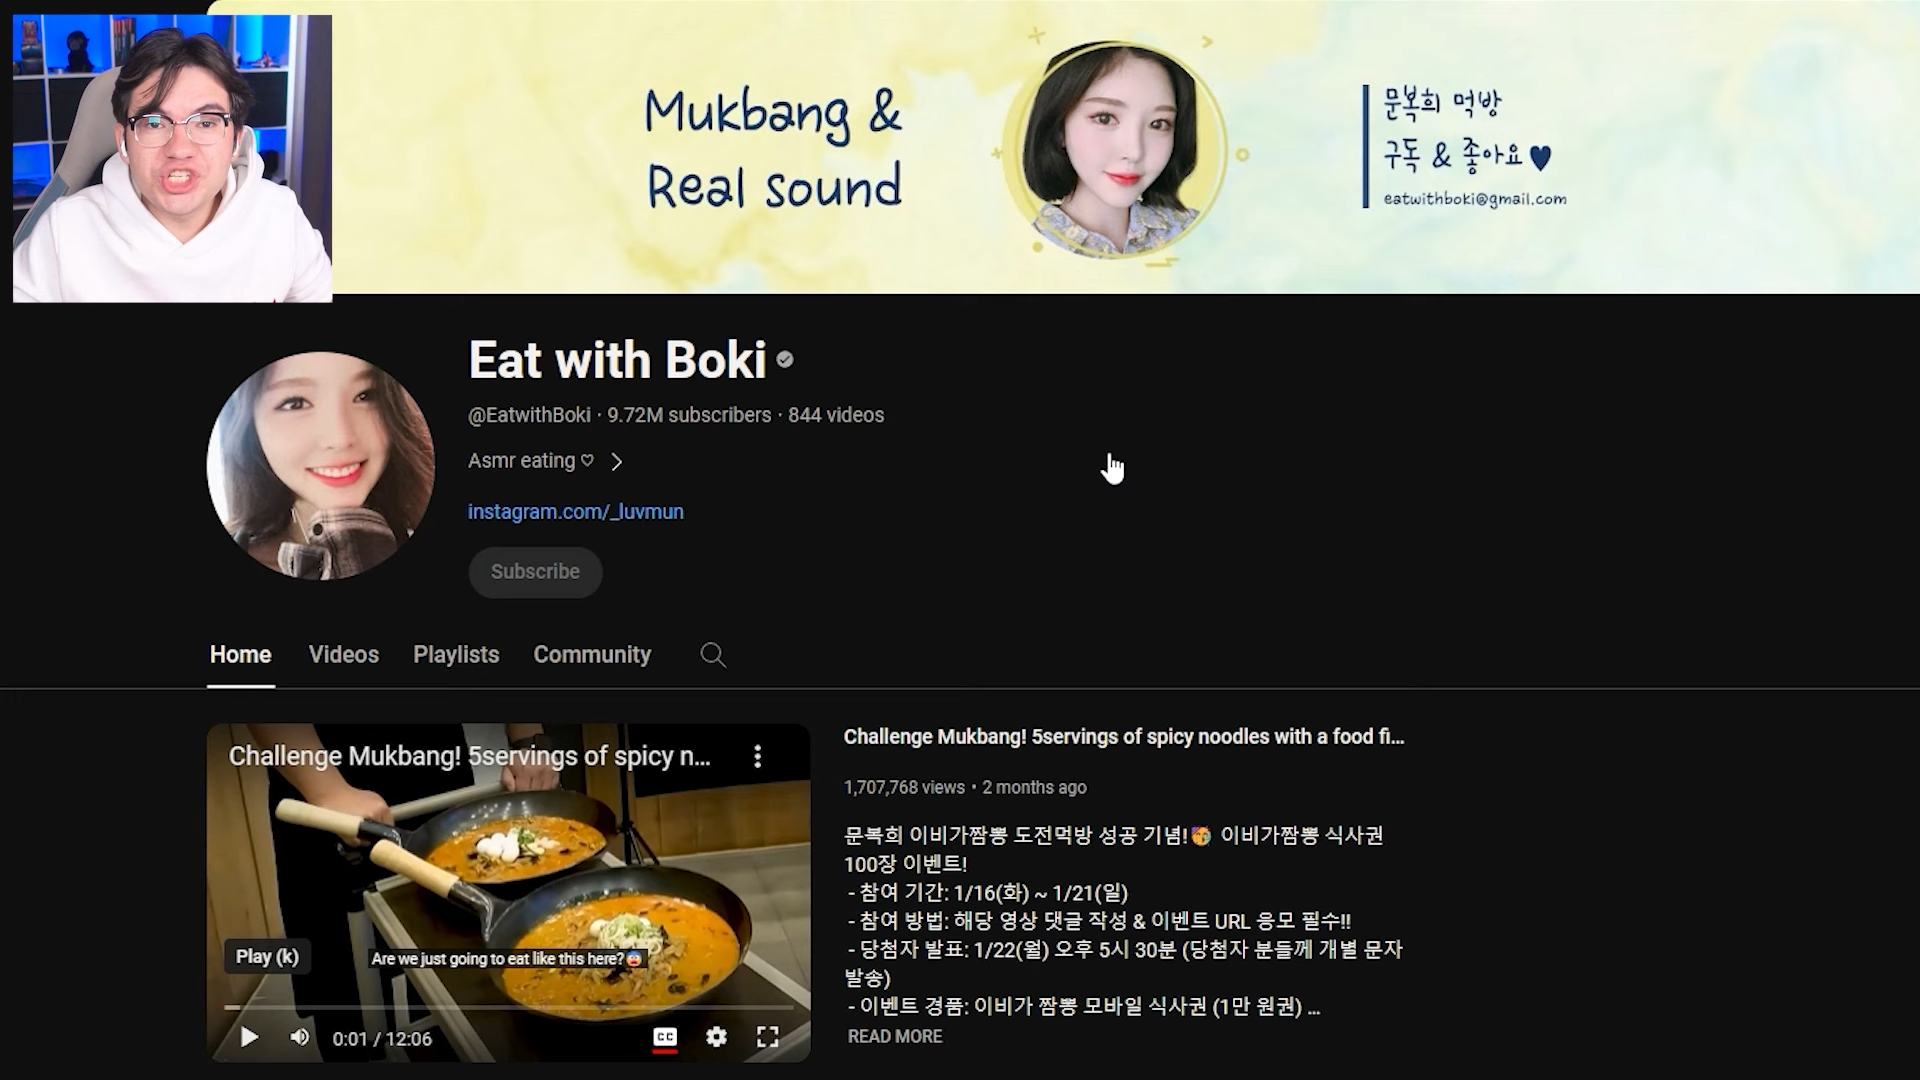 Mukbang &
Real sound
문복희 먹방
구독 & 좋아요♥
eatwithboki@gmail.com
Eat with Boki
@EatwithBoki · 9.72M subscribers · 844 videos
Asmr eating ♡
instagram.com/_luvmun
Subscribe
Home Videos Playlists Community
Challenge Mukbang! 5servings of spicy n...
Are we just going to eat like this here?😨
Play (k)
0:01 / 12:06
CC
Challenge Mukbang! 5servings of spicy noodles with a food fi...
1,707,768 views • 2 months ago
문복희 이비가짬뽕 도전먹방 성공 기념!🥳 이비가짬뽕 식사권
100장 이벤트!
- 참여 기간: 1/16(화) ~ 1/21(일)
- 참여 방법: 해당 영상 댓글 작성 & 이벤트 URL 응모 필수!!
- 당첨자 발표: 1/22(월) 오후 5시 30분 (당첨자 분들께 개별 문자
발송)
- 이벤트 경품: 이비가 짬뽕 모바일 식사권 (1만 원권) ...
READ MORE